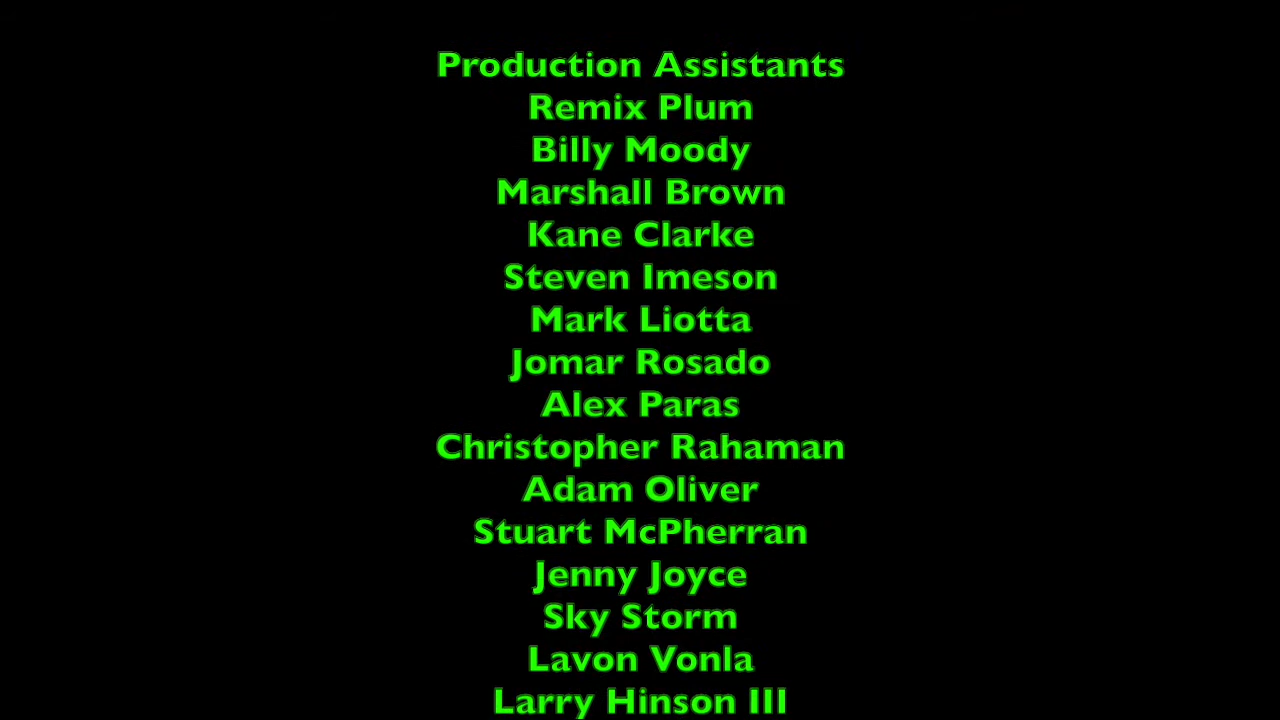 Production Assistants
Remix Plum
Billy Moody
Marshall Brown
Kane Clarke
Steven Imeson
Mark Liotta
Jomar Rosado
Alex Paras
Christopher Rahaman
Adam Oliver
Stuart McPherran
Jenny Joyce
Sky Storm
Lavon Vonla
Larry Hinson III